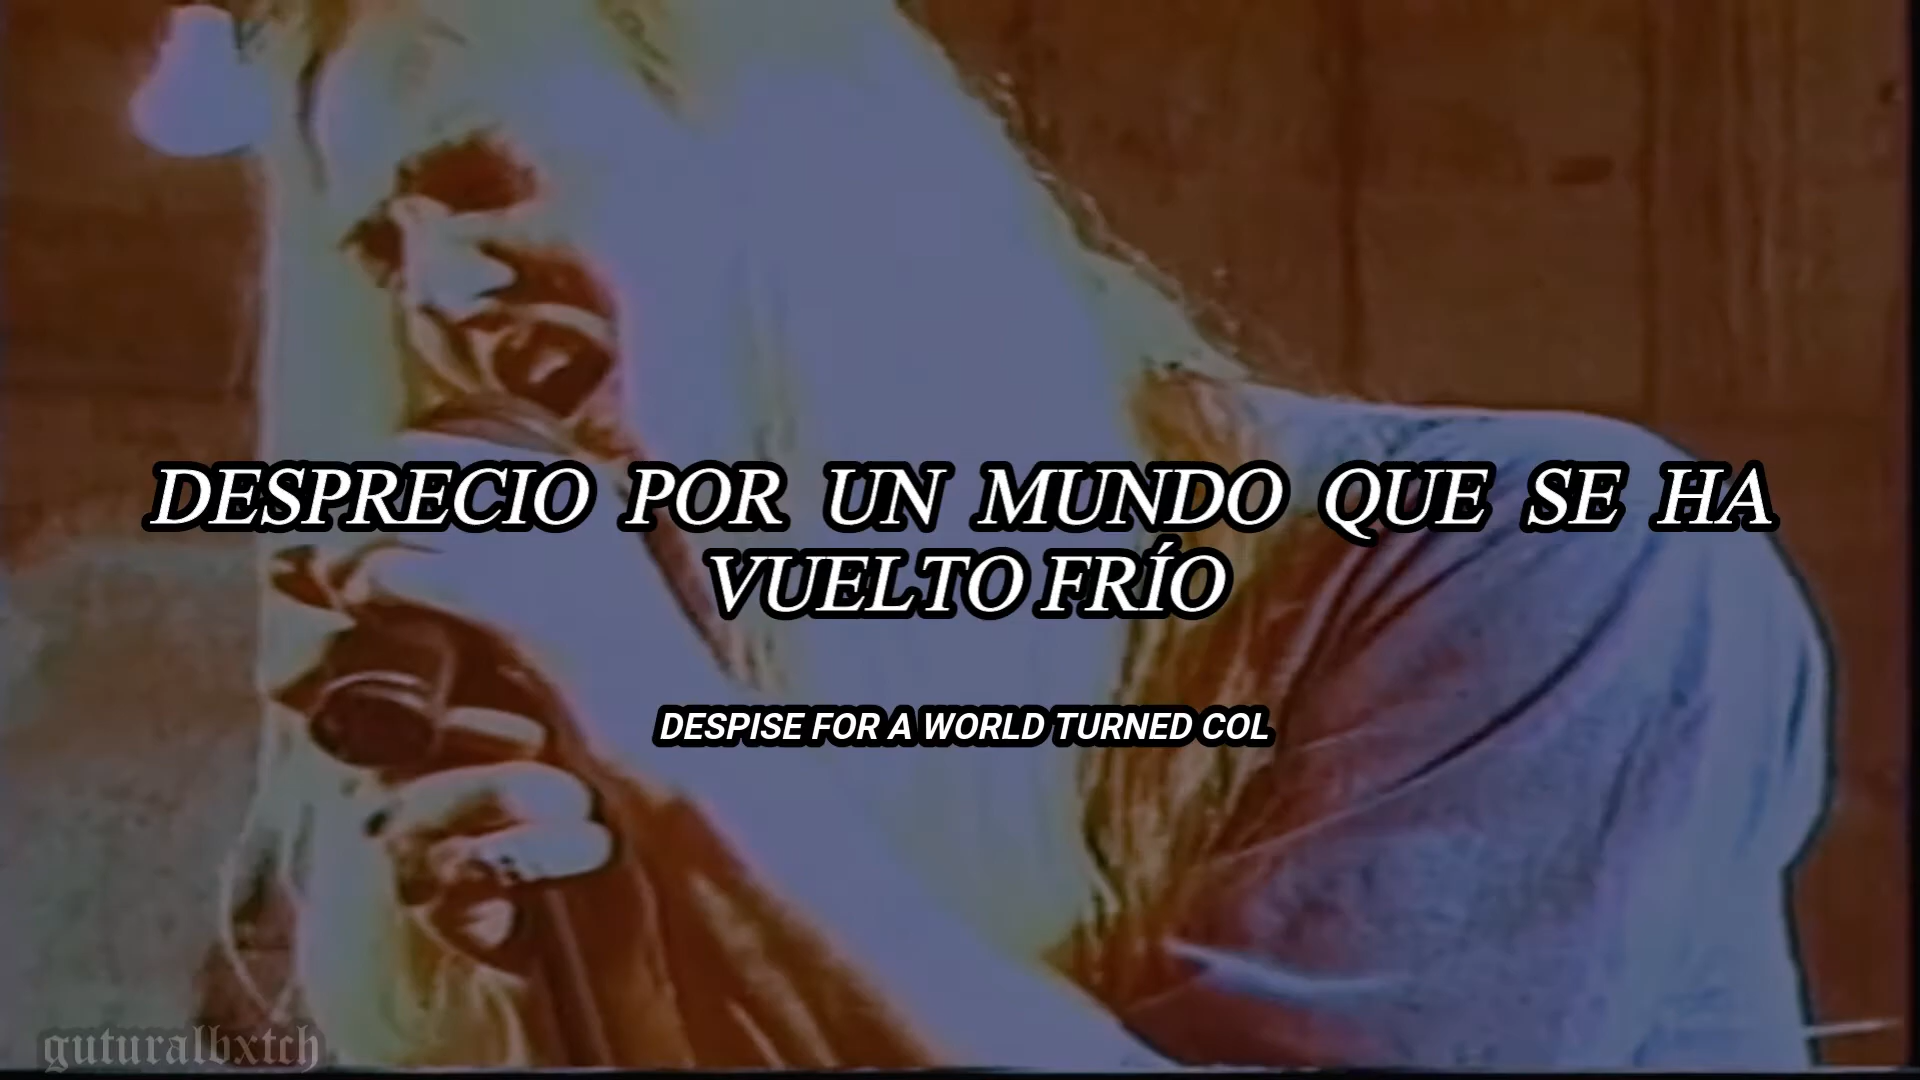 DESPRECIO POR UN MUNDO QUE SE HA
VUELTO FRÍO
DESPISE FOR A WORLD TURNED COL
guturalbxtch